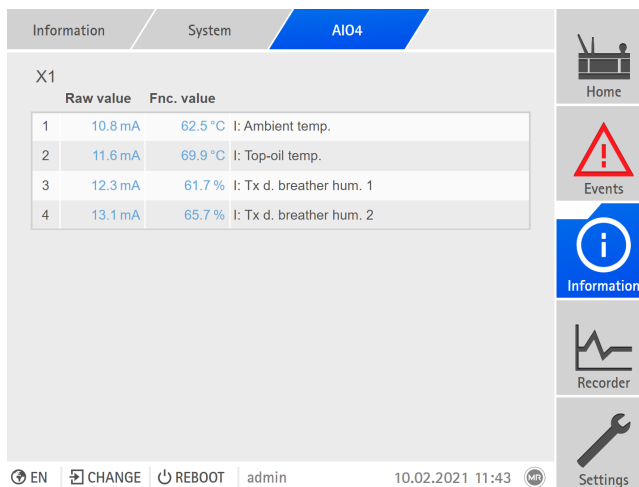 Information System AIO4
X1
Raw value Fnc. value
1 10.8 mA 62.5 °C I: Ambient temp.
2 11.6 mA 69.9 °C I: Top-oil temp.
3 12.3 mA 61.7 % I: Tx d. breather hum. 1
4 13.1 mA 65.7 % I: Tx d. breather hum. 2
Home
Events
Information
Recorder
Settings
EN CHANGE REBOOT admin 10.02.2021 11:43 MR